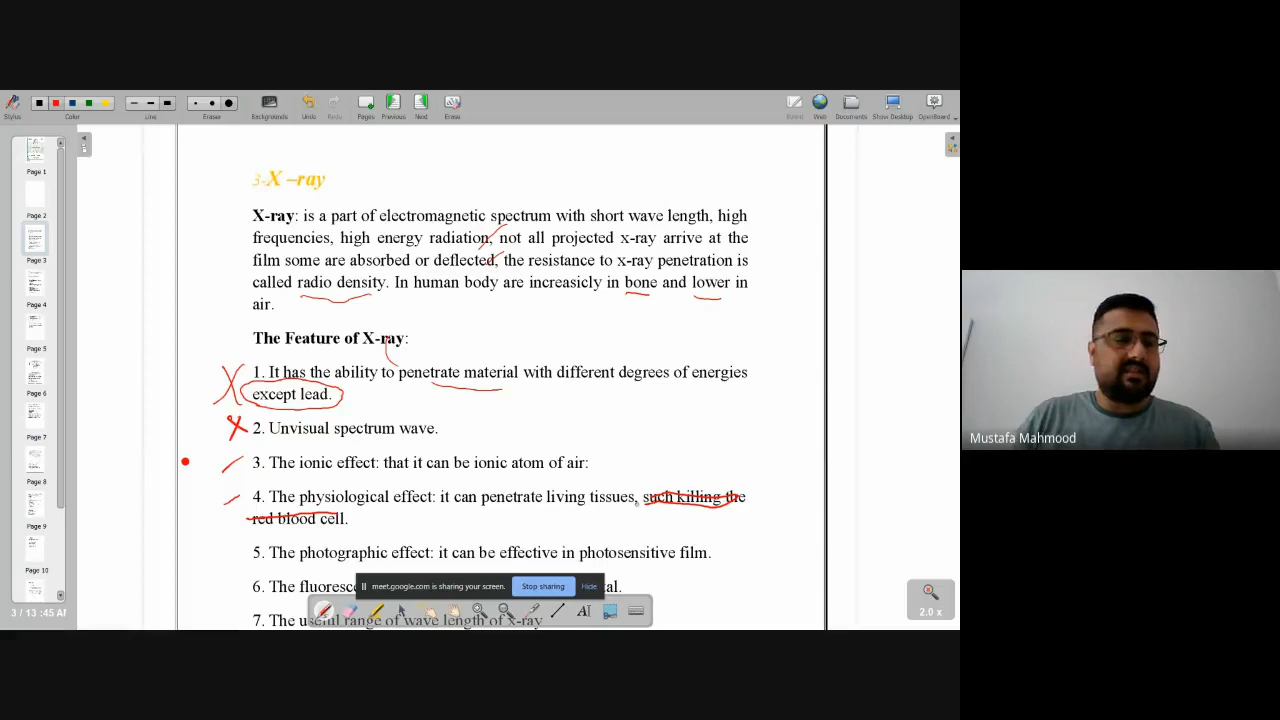 Stylus
Color
Line
Eraser
Backgrounds
Undo
Redo
Pages
Previous
Next
Erase
Board
Web
Documents
Show Desktop
OpenBoard
Page 1
Page 2
Page 3
Page 4
Page 5
Page 6
Page 7
Page 8
Page 9
Page 10
3-X –ray
X-ray: is a part of electromagnetic spectrum with short wave length, high
frequencies, high energy radiation, not all projected x-ray arrive at the
film some are absorbed or deflected, the resistance to x-ray penetration is
called radio density. In human body are increasicly in bone and lower in
air.
The Feature of X-ray:
1. It has the ability to penetrate material with different degrees of energies
except lead.
2. Unvisual spectrum wave.
3. The ionic effect: that it can be ionic atom of air:
4. The physiological effect: it can penetrate living tissues, such killing the
red blood cell.
5. The photographic effect: it can be effective in photosensitive film.
6. The fluoresce
meet.google.com is sharing your screen.
Stop sharing
Hide
7. The useful range of wave length of x-ray
3 / 13
2.0 x
Mustafa Mahmood